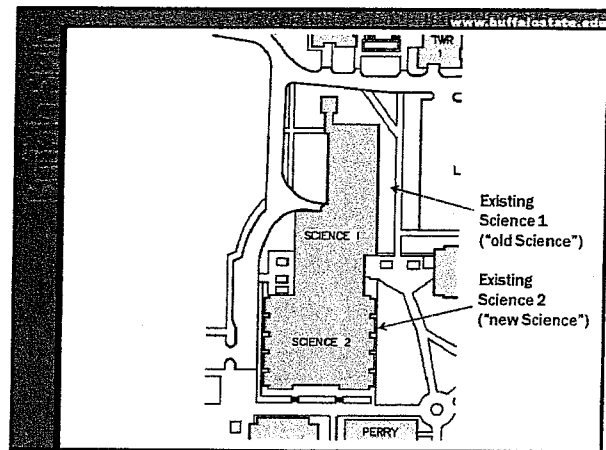 www.buffalostate.edu
TWR
1
C
L
Existing
Science 1
("old Science")
SCIENCE 1
Existing
Science 2
("new Science")
SCIENCE 2
PERRY